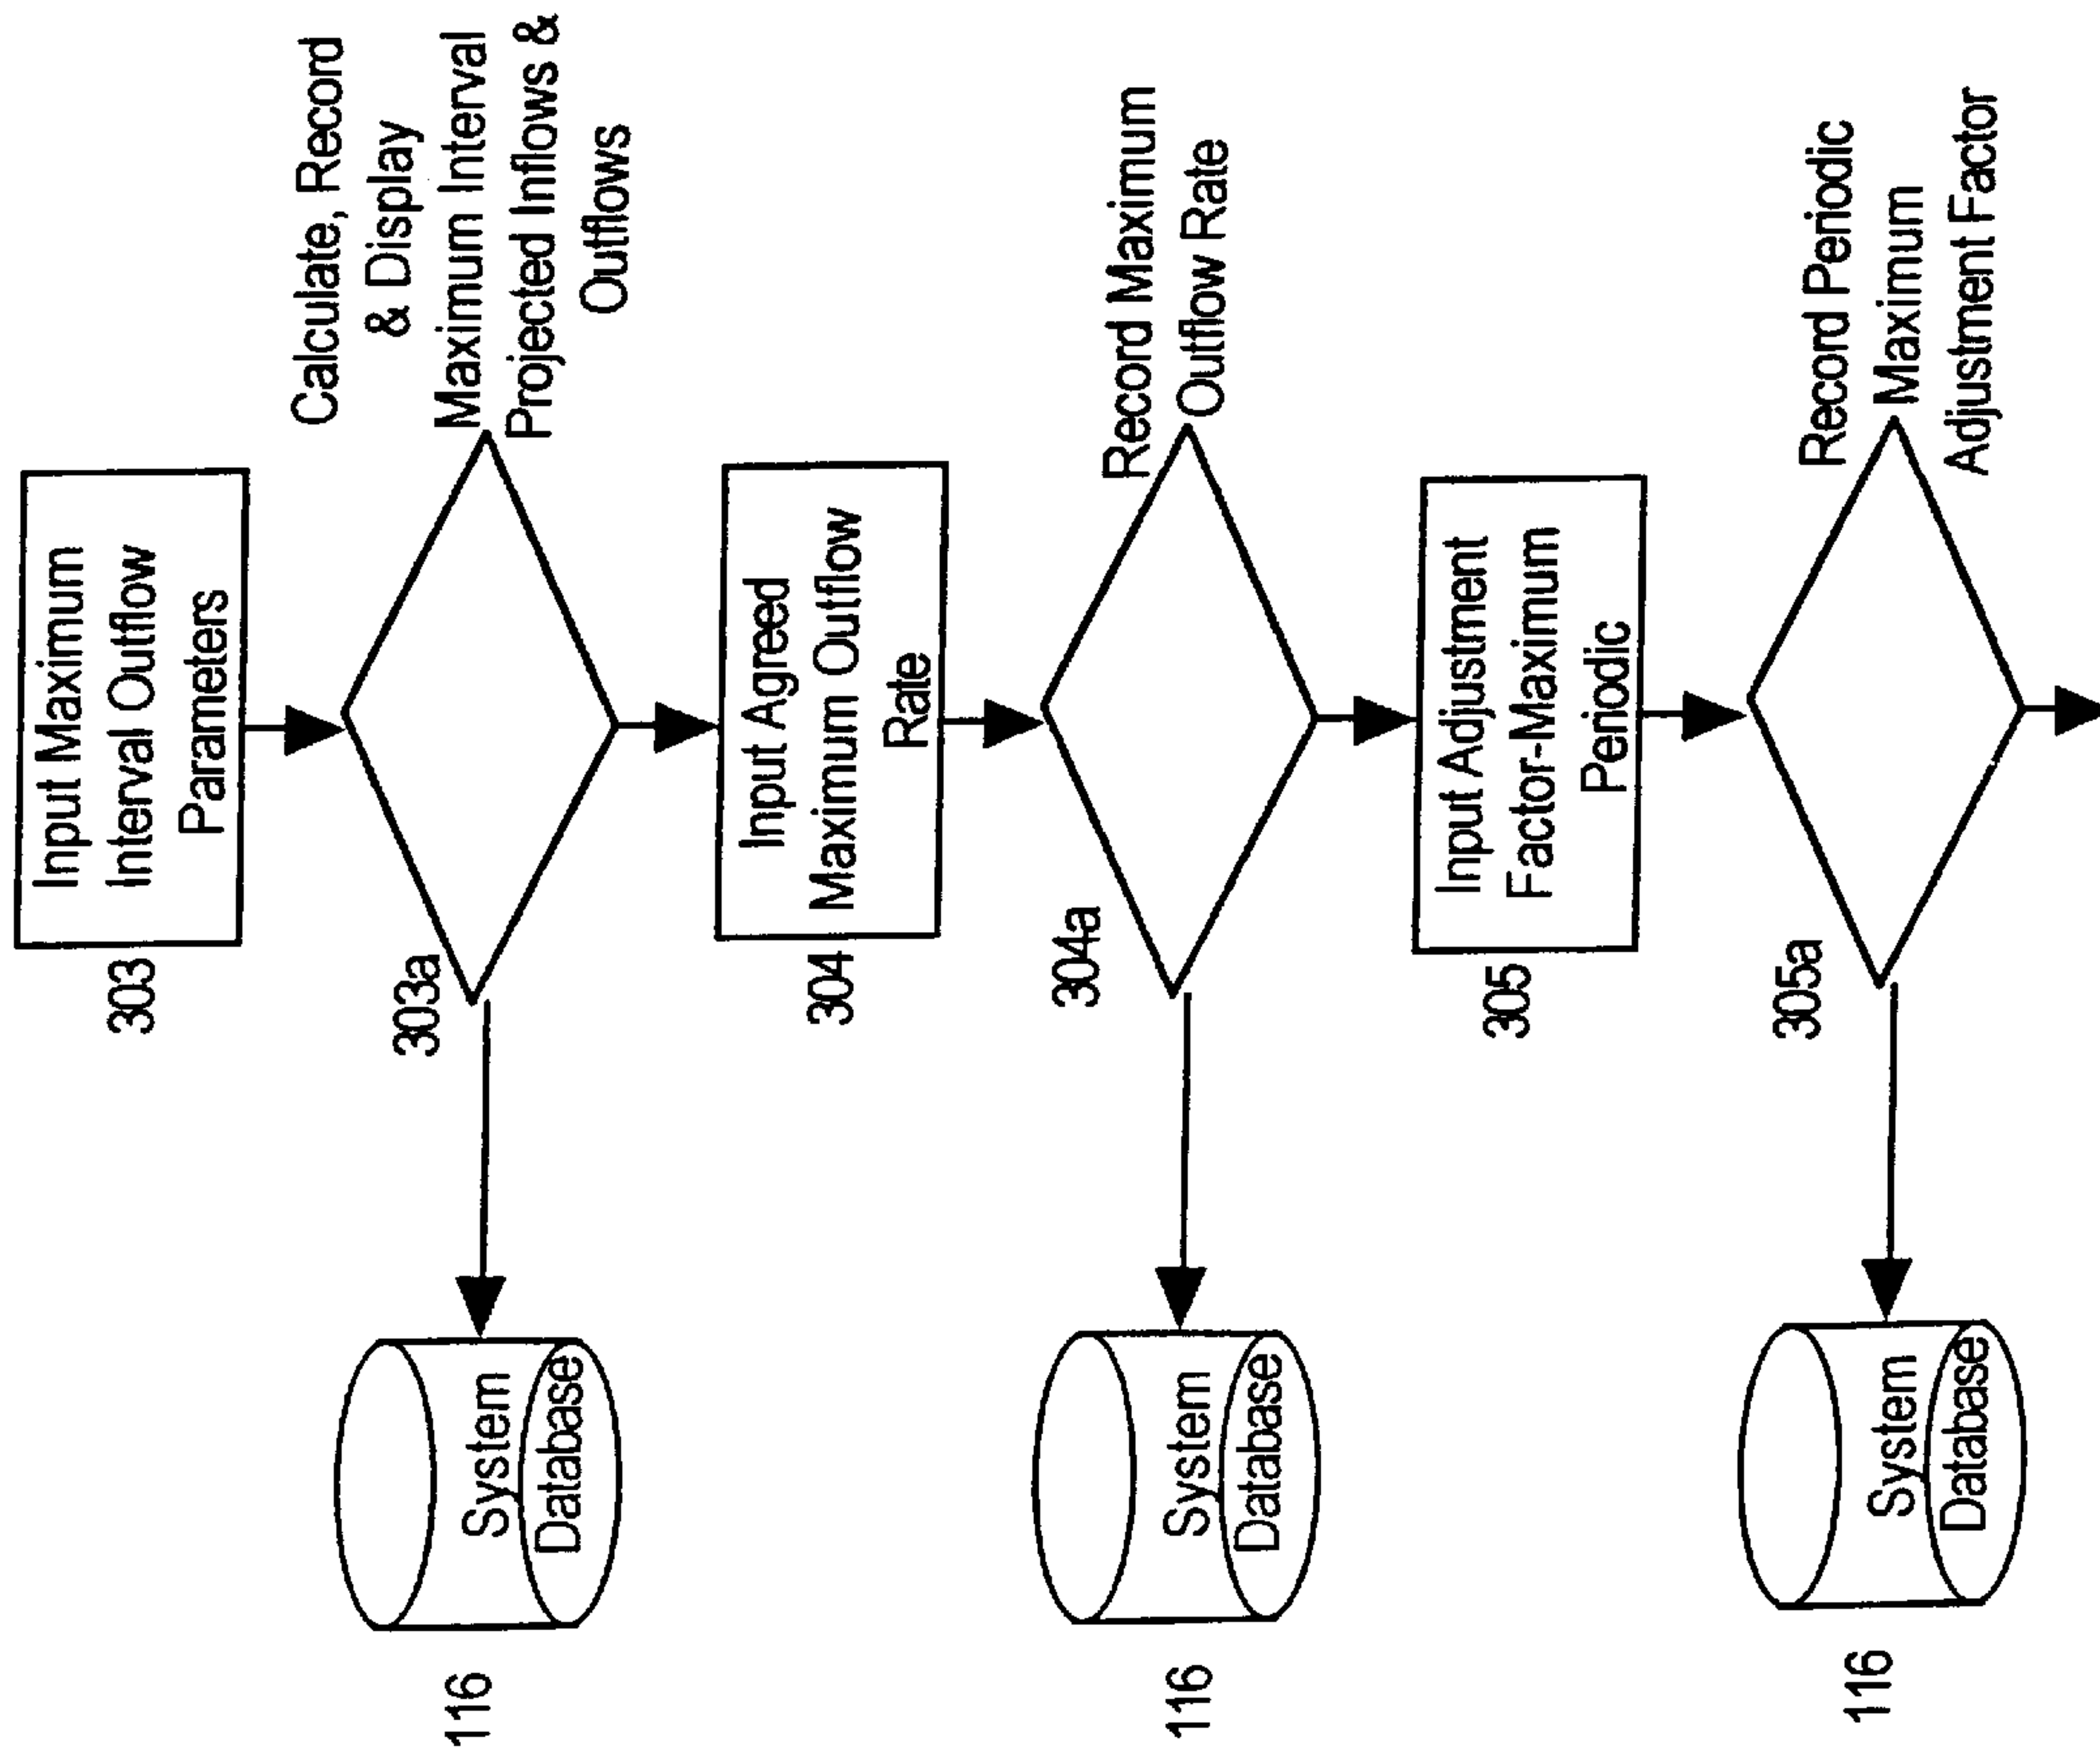 Input Maximum
Interval Outflow
Parameters
303
Calculate, Record
& Display
Maximum Interval
Projected Inflows &
Outflows
303a
System
Database
116
Input Agreed
Maximum Outflow
Rate
304
Record Maximum
Outflow Rate
304a
System
Database
116
Input Adjustment
Factor-Maximum
Periodic
305
Record Periodic
Maximum
Adjustment Factor
305a
System
Database
116